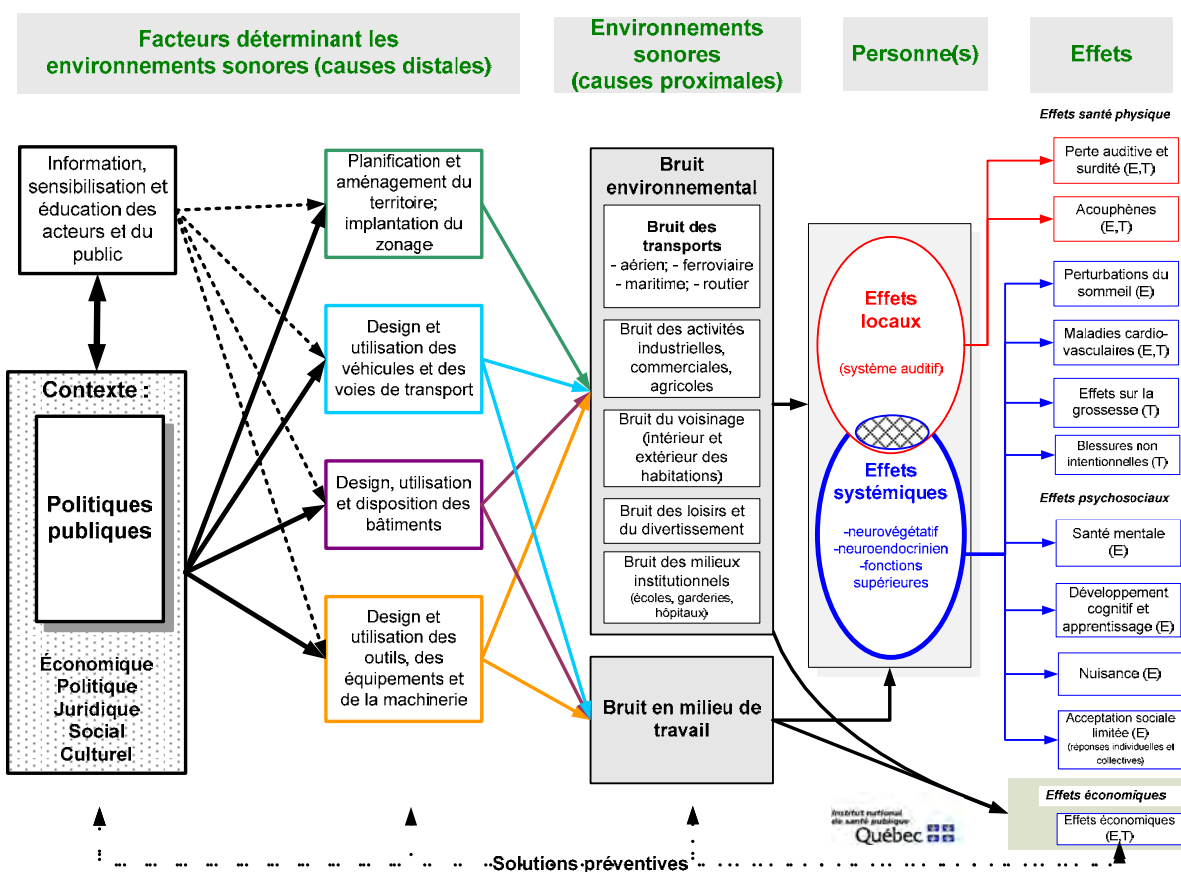 Facteurs déterminant les
environnements sonores (causes distales)
Environnements
sonores
(causes proximales)
Personne(s)
Effets
Information,
sensibilisation et
éducation des
acteurs et du
public
Contexte :
Politiques
publiques
Économique
Politique
Juridique
Social
Culturel
Planification et
aménagement du
territoire;
implantation du
zonage
Design et
utilisation des
véhicules et des
voies de transport
Design, utilisation
et disposition des
bâtiments
Design et
utilisation des
outils, des
équipements et
de la machinerie
Bruit
environnemental
Bruit des
transports
- aérien; - ferroviaire
- maritime; - routier
Bruit des activités
industrielles,
commerciales,
agricoles
Bruit du voisinage
(intérieur et
extérieur des
habitations)
Bruit des loisirs et
du divertissement
Bruit des milieux
institutionnels
(écoles, garderies,
hôpitaux)
Bruit en milieu de
travail
Effets
locaux
(système auditif)
Effets
systémiques
-neurovégétatif
-neuroendocrinien
-fonctions
supérieures
Effets santé physique
Perte auditive et
surdité (E,T)
Acouphènes
(E,T)
Perturbations du
sommeil (E)
Maladies cardio-
vasculaires (E,T)
Effets sur la
grossesse (T)
Blessures non
intentionnelles (T)
Effets psychosociaux
Santé mentale
(E)
Développement
cognitif et
apprentissage (E)
Nuisance (E)
Acceptation sociale
limitée (E)
(réponses individuelles et
collectives)
Effets économiques
Effets économiques
(E,T)
Institut national
de santé publique
Québec
Solutions préventives